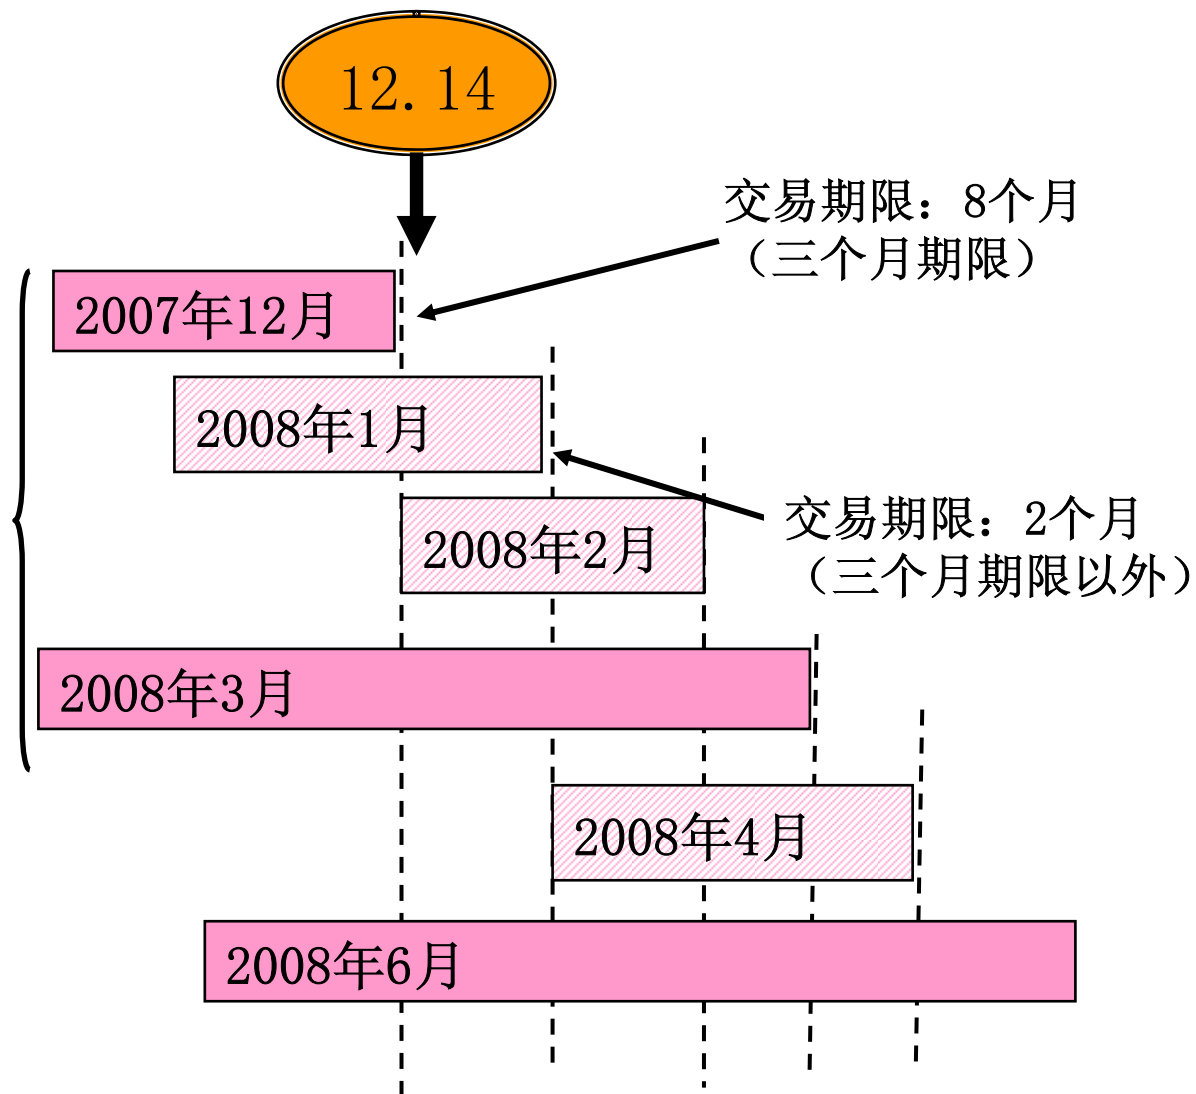 12.14
交易期限：8个月
（三个月期限）
2007年12月
2008年1月
交易期限：2个月
（三个月期限以外）
2008年2月
2008年3月
2008年4月
2008年6月